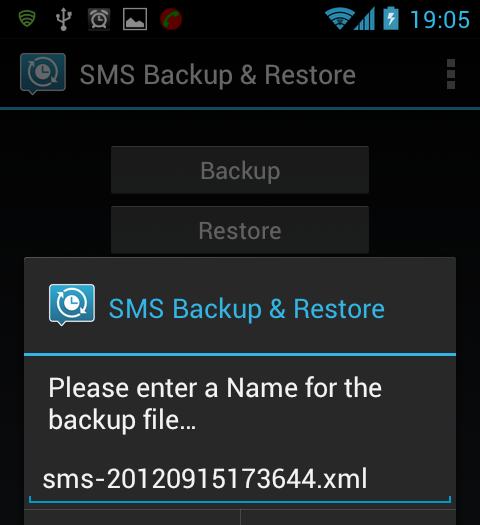 19:05
SMS Backup & Restore
Backup
Restore
SMS Backup & Restore
Please enter a Name for the
backup file…
sms-20120915173644.xml